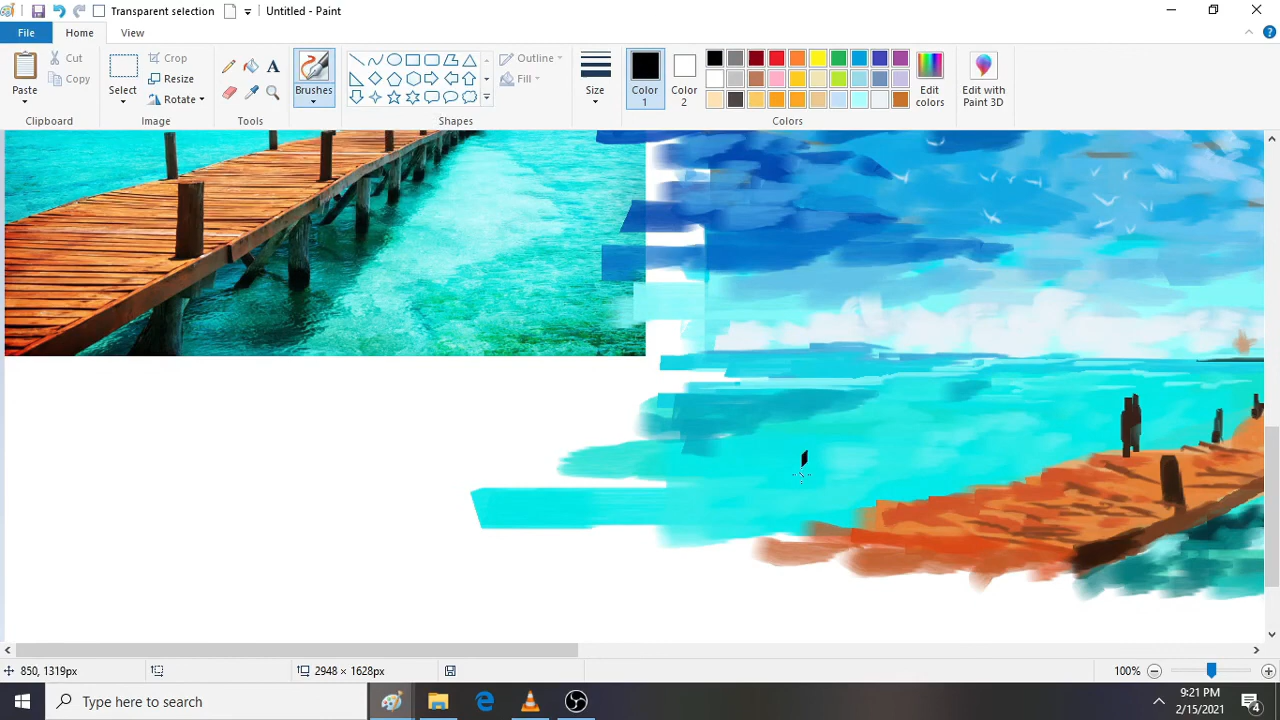 Transparent selection
Untitled - Paint
File
Home
View
Paste
Cut
Copy
Clipboard
Select
Crop
Resize
Rotate
Image
A
Tools
Brushes
Outline
Fill
Shapes
Size
Color
1
Color
2
Edit
colors
Colors
Edit with
Paint 3D
850, 1319px
2948 × 1628px
100%
Type here to search
9:21 PM
2/15/2021
4